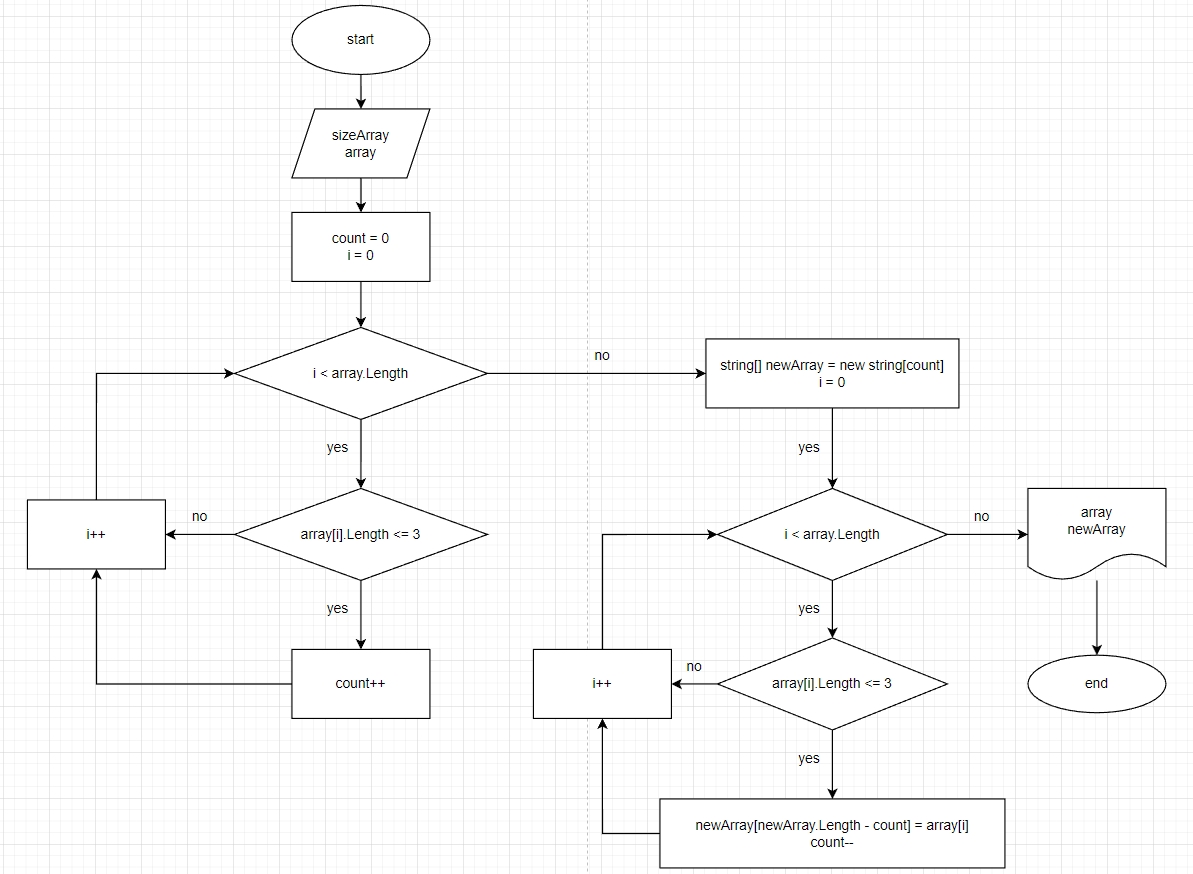 start
sizeArray
array
count = 0
i = 0
i < array.Length
no
string[] newArray = new string[count]
i = 0
yes
yes
i++
no
array[i].Length <= 3
i < array.Length
no
array
newArray
yes
yes
count++
i++
no
array[i].Length <= 3
end
yes
newArray[newArray.Length - count] = array[i]
count--